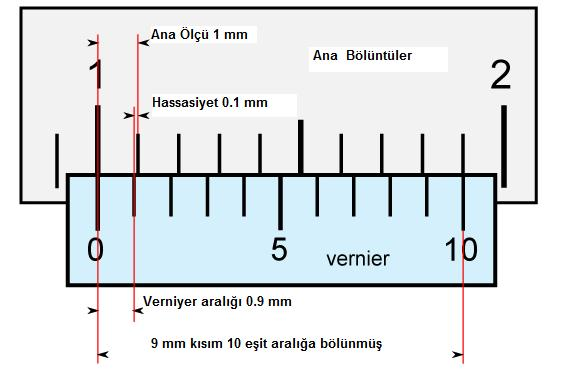 Ana Ölçü 1 mm
Ana Bölüntüler
1
2
Hassasiyet 0.1 mm
0
5
10
vernier
Verniyer aralığı 0.9 mm
9 mm kısım 10 eşit aralığa bölünmüş